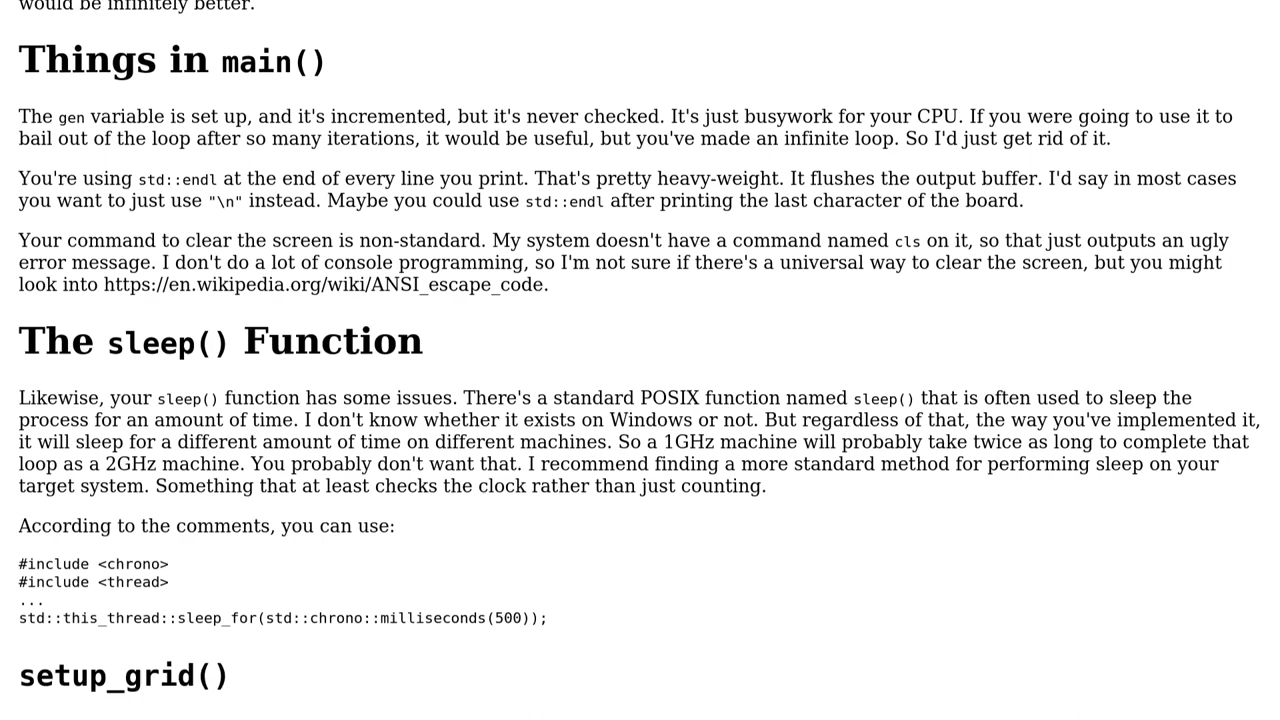 would be infinitely better.
Things in main()
The gen variable is set up, and it's incremented, but it's never checked. It's just busywork for your CPU. If you were going to use it to
bail out of the loop after so many iterations, it would be useful, but you've made an infinite loop. So I'd just get rid of it.
You're using std::endl at the end of every line you print. That's pretty heavy-weight. It flushes the output buffer. I'd say in most cases
you want to just use "\n" instead. Maybe you could use std::endl after printing the last character of the board.
Your command to clear the screen is non-standard. My system doesn't have a command named cls on it, so that just outputs an ugly
error message. I don't do a lot of console programming, so I'm not sure if there's a universal way to clear the screen, but you might
look into https://en.wikipedia.org/wiki/ANSI_escape_code.
The sleep() Function
Likewise, your sleep() function has some issues. There's a standard POSIX function named sleep() that is often used to sleep the
process for an amount of time. I don't know whether it exists on Windows or not. But regardless of that, the way you've implemented it,
it will sleep for a different amount of time on different machines. So a 1GHz machine will probably take twice as long to complete that
loop as a 2GHz machine. You probably don't want that. I recommend finding a more standard method for performing sleep on your
target system. Something that at least checks the clock rather than just counting.
According to the comments, you can use:
#include <chrono>
#include <thread>
...
std::this_thread::sleep_for(std::chrono::milliseconds(500));
setup_grid()